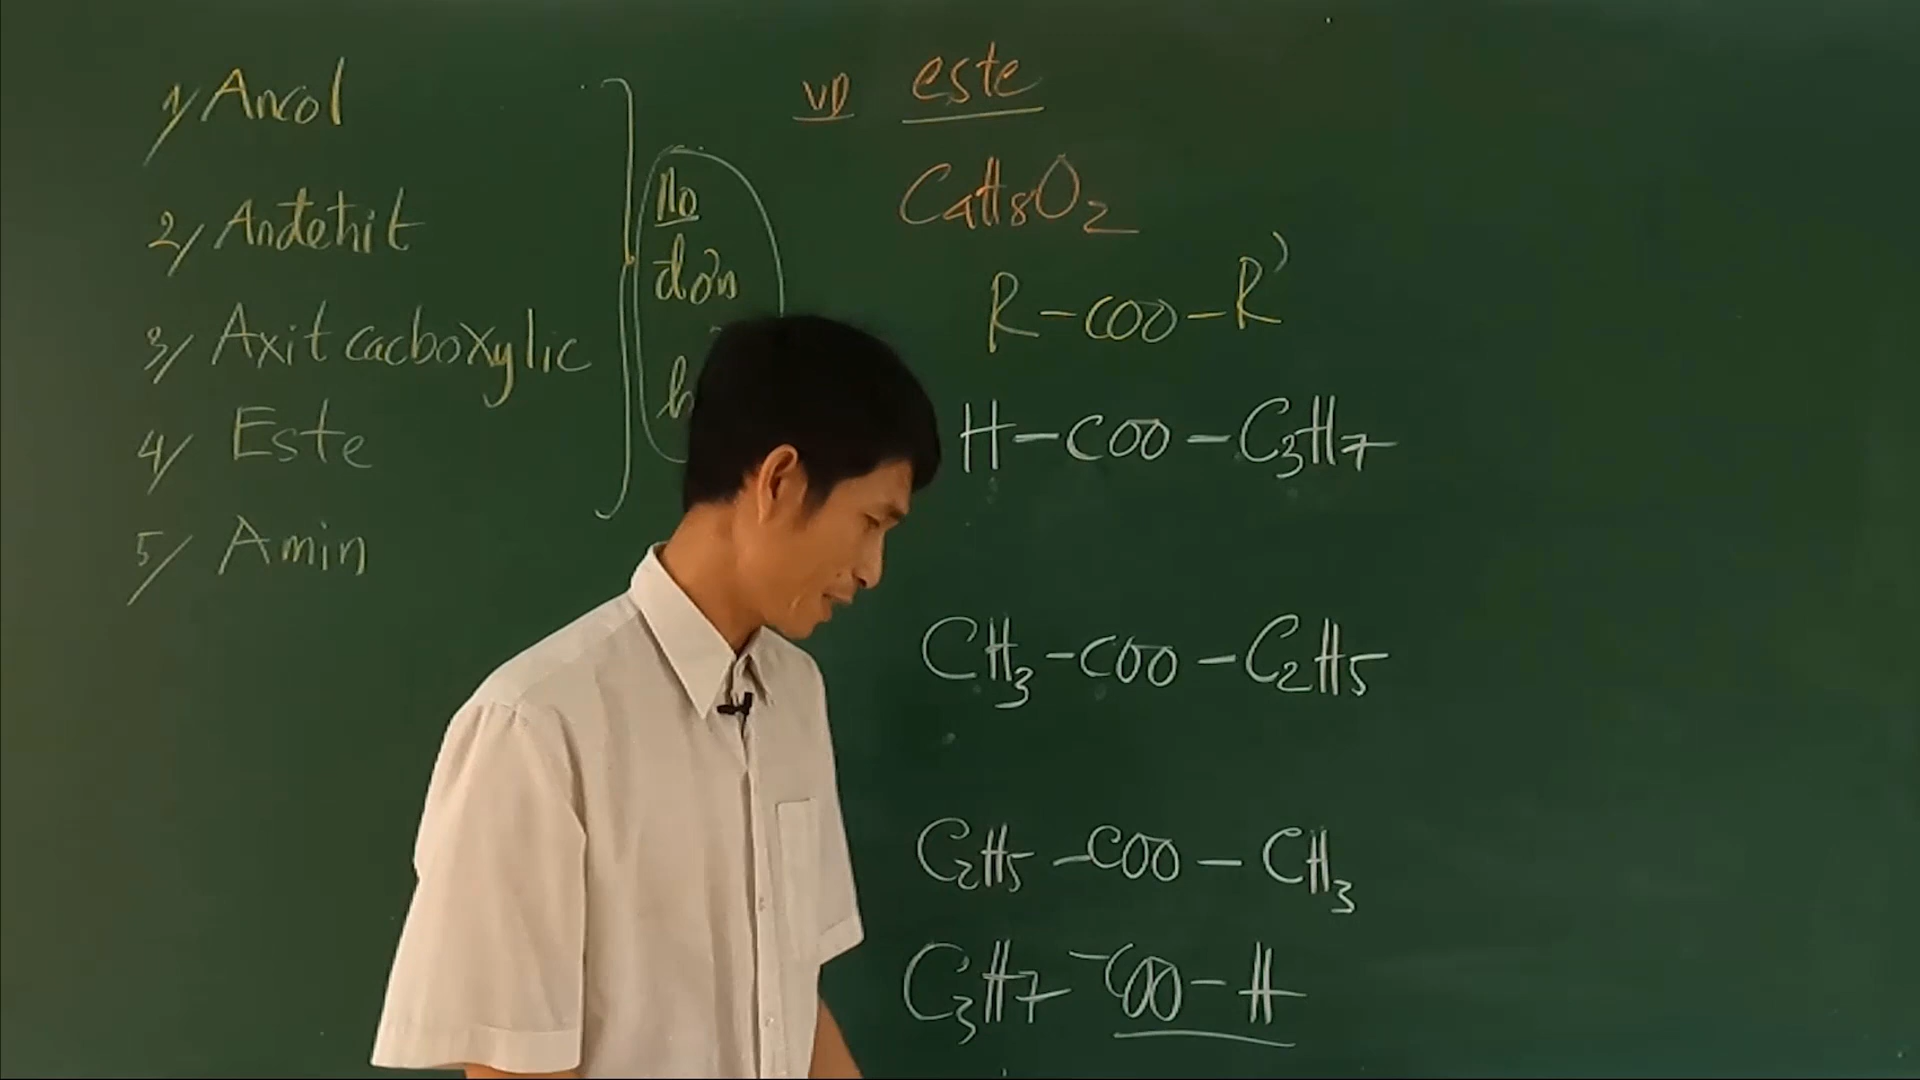 1/ Ancol
2/ Anđehit
3/ Axit cacboxylic
4/ Este
5/ Amin
no
đơn
h
VD este
C4H8O2
R-COO-R'
H-COO-C3H7
CH3-COO-C2H5
C2H5-COO-CH3
C3H7-COO-H